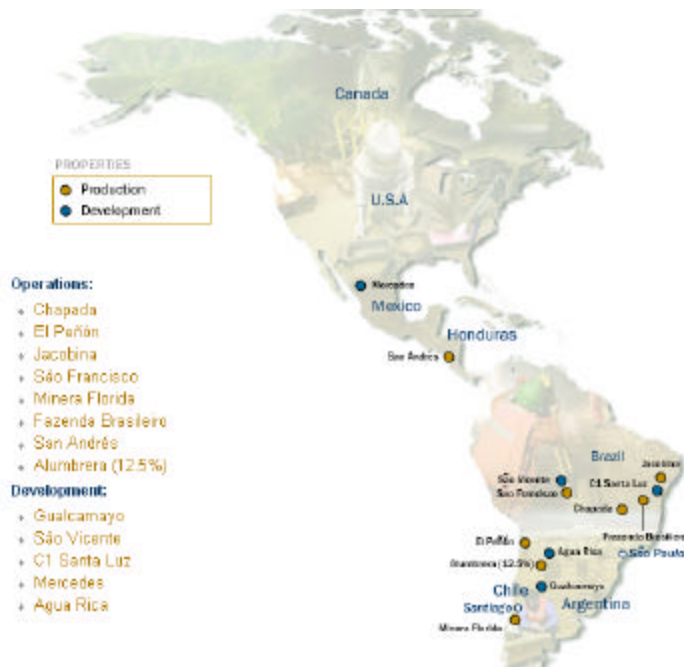 Canada
PROPERTIES
Production
Development
U.S.A
Operations:
Chapada
El Peñón
Jacobina
São Francisco
Minera Florida
Fazenda Brasileiro
San Andrés
Alumbrera (12.5%)
Development:
Gualcamayo
São Vicente
C1 Santa Luz
Mercedes
Agua Rica
Mercedes
Mexico
Honduras
San Andrés
Brazil
Jacobina
São Vicente
C1 Santa Luz
São Francisco
Chapada
Fazenda Brasileiro
El Peñón
São Paulo
Agua Rica
Alumbrera (12.5%)
Gualcamayo
Chile
Argentina
Santiago
Minera Florida